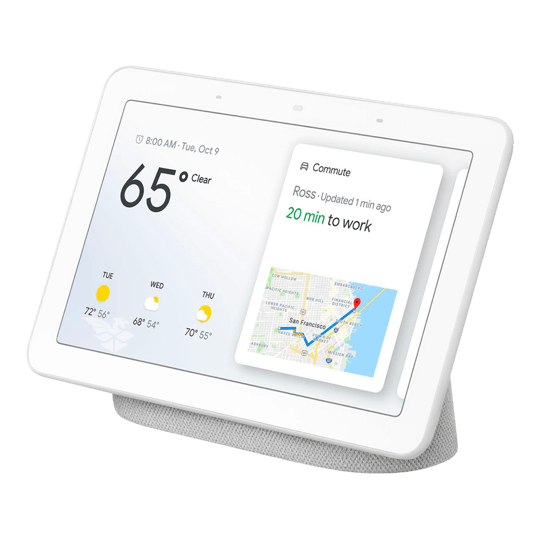 8:00 AM · Tue, Oct 9
65°
Clear
TUE
72° 56°
WED
68° 54°
THU
70° 55°
Commute
Ross · Updated 1 min ago
20 min to work
San Francisco